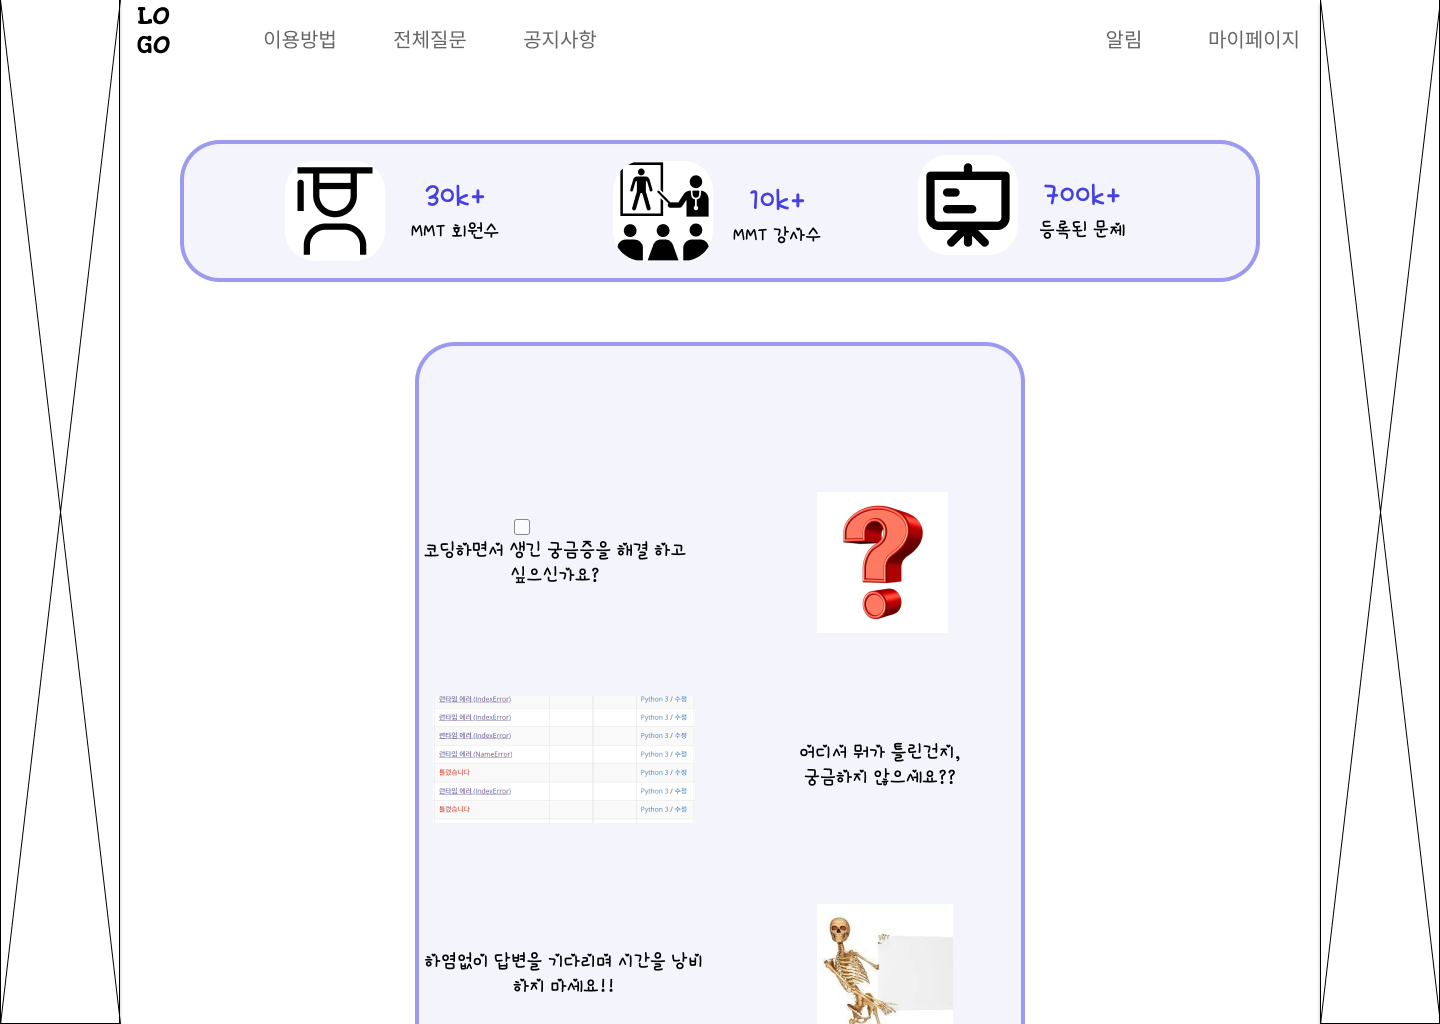 LO
GO
이용방법 전체질문 공지사항 알림 마이페이지
30k+
MMT 회원수
10k+
MMT 강사수
700k+
등록된 문제
코딩하면서 생긴 궁금증을 해결 하고
싶으신가요?
런타임 에러 (IndexError) Python 3 / 수정
런타임 에러 (IndexError) Python 3 / 수정
런타임 에러 (IndexError) Python 3 / 수정
런타임 에러 (NameError) Python 3 / 수정
틀렸습니다 Python 3 / 수정
런타임 에러 (IndexError) Python 3 / 수정
틀렸습니다 Python 3 / 수정
어디서 뭐가 틀린건지,
궁금하지 않으세요??
하염없이 답변을 기다리며 시간을 낭비
하지 마세요!!